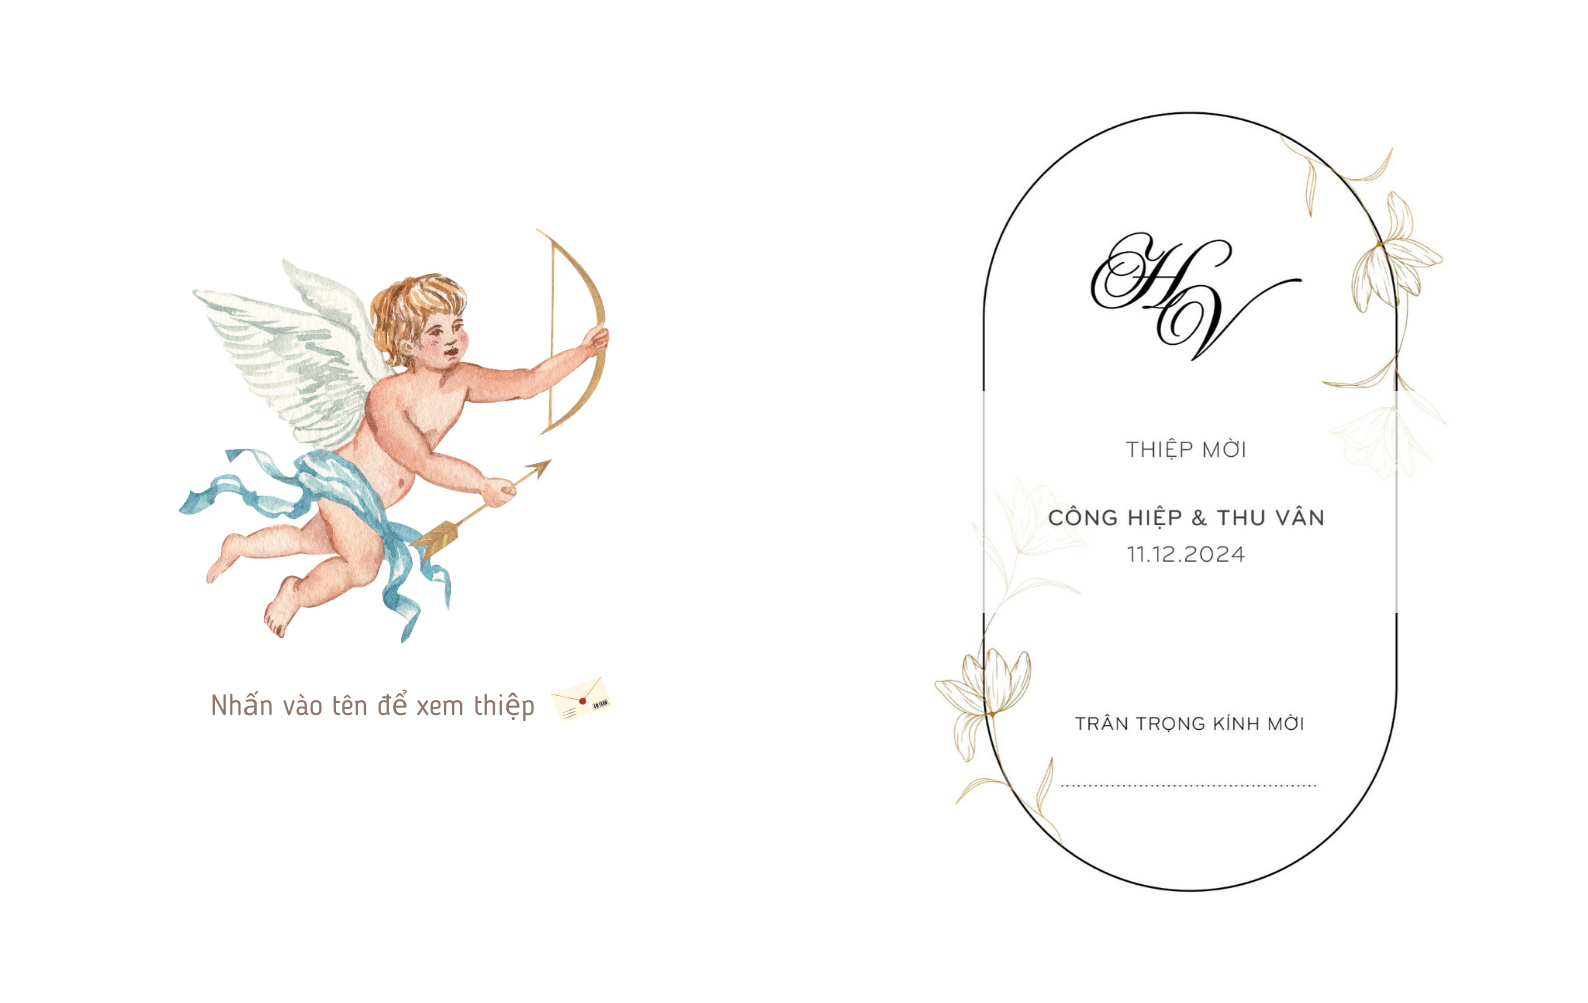 Nhấn vào tên để xem thiệp
HV
THIỆP MỜI
CÔNG HIỆP & THU VÂN
11.12.2024
TRÂN TRỌNG KÍNH MỜI